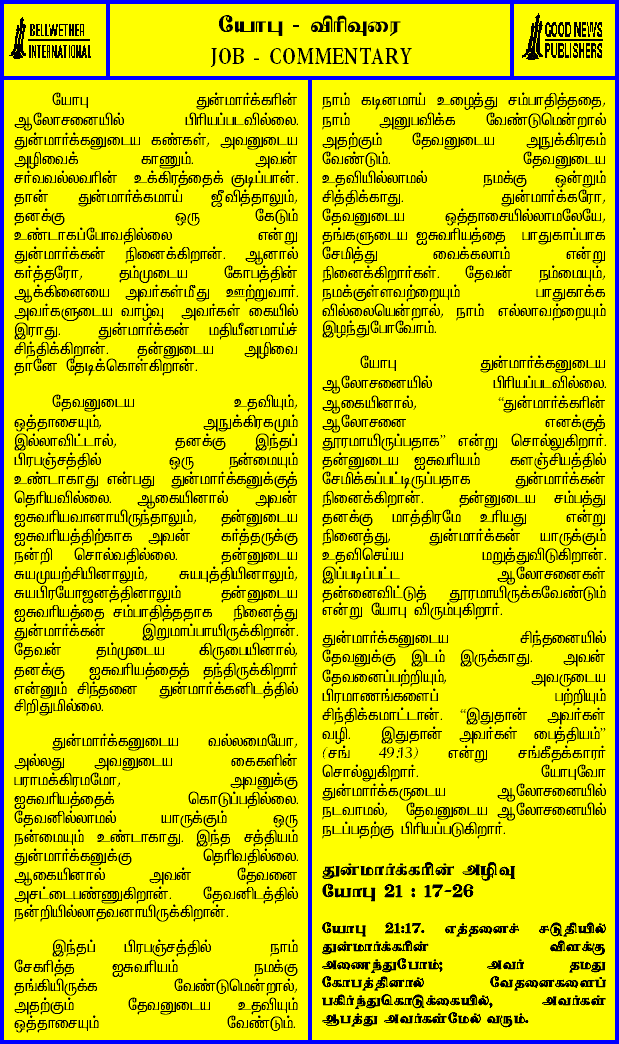 BELLWETHER
INTERNATIONAL
யோபு - விரிவுரை
JOB - COMMENTARY
GOOD NEWS
PUBLISHERS
யோபு துன்மார்க்கரின்
ஆலோசனையில் பிரியப்படவில்லை.
துன்மார்க்கனுடைய கண்கள், அவனுடைய
அழிவைக் காணும். அவன்
சர்வவல்லவரின் உக்கிரத்தைக் குடிப்பான்.
தான் துன்மார்க்கமாய் ஜீவித்தாலும்,
தனக்கு ஒரு கேடும்
உண்டாகப்போவதில்லை என்று
துன்மார்க்கன் நினைக்கிறான். ஆனால்
கர்த்தரோ, தம்முடைய கோபத்தின்
ஆக்கினையை அவர்கள்மீது ஊற்றுவார்.
அவர்களுடைய வாழ்வு அவர்கள் கையில்
இராது. துன்மார்க்கன் மதியீனமாய்ச்
சிந்திக்கிறான். தன்னுடைய அழிவை
தானே தேடிக்கொள்கிறான்.
தேவனுடைய உதவியும்,
ஒத்தாசையும், அநுக்கிரகமும்
இல்லாவிட்டால், தனக்கு இந்தப்
பிரபஞ்சத்தில் ஒரு நன்மையும்
உண்டாகாது என்பது துன்மார்க்கனுக்குத்
தெரியவில்லை. ஆகையினால் அவன்
ஐசுவரியவானாயிருந்தாலும், தன்னுடைய
ஐசுவரியத்திற்காக அவன் கர்த்தருக்கு
நன்றி சொல்வதில்லை. தன்னுடைய
சுயமுயற்சியினாலும், சுயபுத்தியினாலும்,
சுயபிரயோஜனத்தினாலும் தன்னுடைய
ஐசுவரியத்தை சம்பாதித்ததாக நினைத்து
துன்மார்க்கன் இறுமாப்பாயிருக்கிறான்.
தேவன் தம்முடைய கிருபையினால்,
தனக்கு ஐசுவரியத்தைத் தந்திருக்கிறார்
என்னும் சிந்தனை துன்மார்க்கனிடத்தில்
சிறிதுமில்லை.
துன்மார்க்கனுடைய வல்லமையோ,
அல்லது அவனுடைய கைகளின்
பராமக்கிரமமோ, அவனுக்கு
ஐசுவரியத்தைக் கொடுப்பதில்லை.
தேவனில்லாமல் யாருக்கும் ஒரு
நன்மையும் உண்டாகாது. இந்த சத்தியம்
துன்மார்க்கனுக்கு தெரிவதில்லை.
ஆகையினால் அவன் தேவனை
அசட்டைபண்ணுகிறான். தேவனிடத்தில்
நன்றியில்லாதவனாயிருக்கிறான்.
இந்தப் பிரபஞ்சத்தில் நாம்
சேகரித்த ஐசுவரியம் நமக்கு
தங்கியிருக்க வேண்டுமென்றால்,
அதற்கும் தேவனுடைய உதவியும்
ஒத்தாசையும் வேண்டும்.
நாம் கடினமாய் உழைத்து சம்பாதித்ததை,
நாம் அனுபவிக்க வேண்டுமென்றால்
அதற்கும் தேவனுடைய அநுக்கிரகம்
வேண்டும். தேவனுடைய
உதவியில்லாமல் நமக்கு ஒன்றும்
சித்திக்காது. துன்மார்க்கரோ,
தேவனுடைய ஒத்தாசையில்லாமலேயே,
தங்களுடைய ஐசுவரியத்தை பாதுகாப்பாக
சேமித்து வைக்கலாம் என்று
நினைக்கிறார்கள். தேவன் நம்மையும்,
நமக்குள்ளவற்றையும் பாதுகாக்க
வில்லையென்றால், நாம் எல்லாவற்றையும்
இழந்துபோவோம்.
யோபு துன்மார்க்கனுடைய
ஆலோசனையில் பிரியப்படவில்லை.
ஆகையினால், "துன்மார்க்கரின்
ஆலோசனை எனக்குத்
தூரமாயிருப்பதாக" என்று சொல்லுகிறார்.
தன்னுடைய ஐசுவரியம் களஞ்சியத்தில்
சேமிக்கப்பட்டிருப்பதாக துன்மார்க்கன்
நினைக்கிறான். தன்னுடைய சம்பத்து
தனக்கு மாத்திரமே உரியது என்று
நினைத்து, துன்மார்க்கன் யாருக்கும்
உதவிசெய்ய மறுத்துவிடுகிறான்.
இப்படிப்பட்ட ஆலோசனைகள்
தன்னைவிட்டுத் தூரமாயிருக்கவேண்டும்
என்று யோபு விரும்புகிறார்.
துன்மார்க்கனுடைய சிந்தனையில்
தேவனுக்கு இடம் இருக்காது. அவன்
தேவனைப்பற்றியும், அவருடைய
பிரமாணங்களைப் பற்றியும்
சிந்திக்கமாட்டான். "இதுதான் அவர்கள்
வழி. இதுதான் அவர்கள் பைத்தியம்"
(சங் 49:13) என்று சங்கீதக்காரர்
சொல்லுகிறார். யோபுவோ
துன்மார்க்கருடைய ஆலோசனையில்
நடவாமல், தேவனுடைய ஆலோசனையில்
நடப்பதற்கு பிரியப்படுகிறார்.
துன்மார்க்கரின் அழிவு
யோபு 21 : 17-26
யோபு 21:17. எத்தனைச் சடுதியில்
துன்மார்க்கரின் விளக்கு
அணைந்துபோம்; அவர் தமது
கோபத்தினால் வேதனைகளைப்
பகிர்ந்துகொடுக்கையில், அவர்கள்
ஆபத்து அவர்கள்மேல் வரும்.